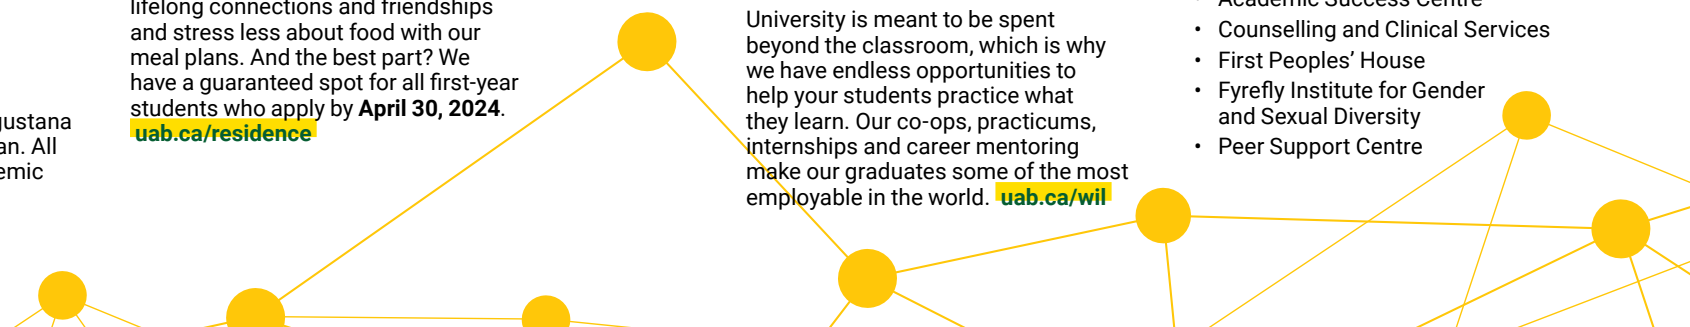 gustana
an. All
emic
lifelong connections and friendships
and stress less about food with our
meal plans. And the best part? We
have a guaranteed spot for all first-year
students who apply by April 30, 2024.
uab.ca/residence
University is meant to be spent
beyond the classroom, which is why
we have endless opportunities to
help your students practice what
they learn. Our co-ops, practicums,
internships and career mentoring
make our graduates some of the most
employable in the world. uab.ca/wil
Academic Success Centre
• Counselling and Clinical Services
• First Peoples’ House
• Fyrefly Institute for Gender
and Sexual Diversity
• Peer Support Centre